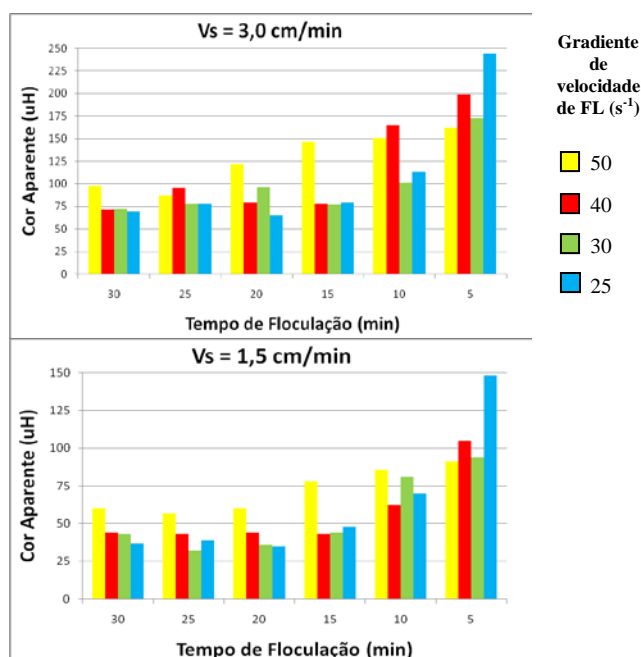 Vs = 3,0 cm/min
Cor Aparente (uH)
250
225
200
175
150
125
100
75
50
25
0
30 25 20 15 10 5
Tempo de Floculação (min)
Vs = 1,5 cm/min
Cor Aparente (uH)
150
125
100
75
50
25
0
30 25 20 15 10 5
Tempo de Floculação (min)
Gradiente
de
velocidade
de FL (s⁻¹)
50
40
30
25